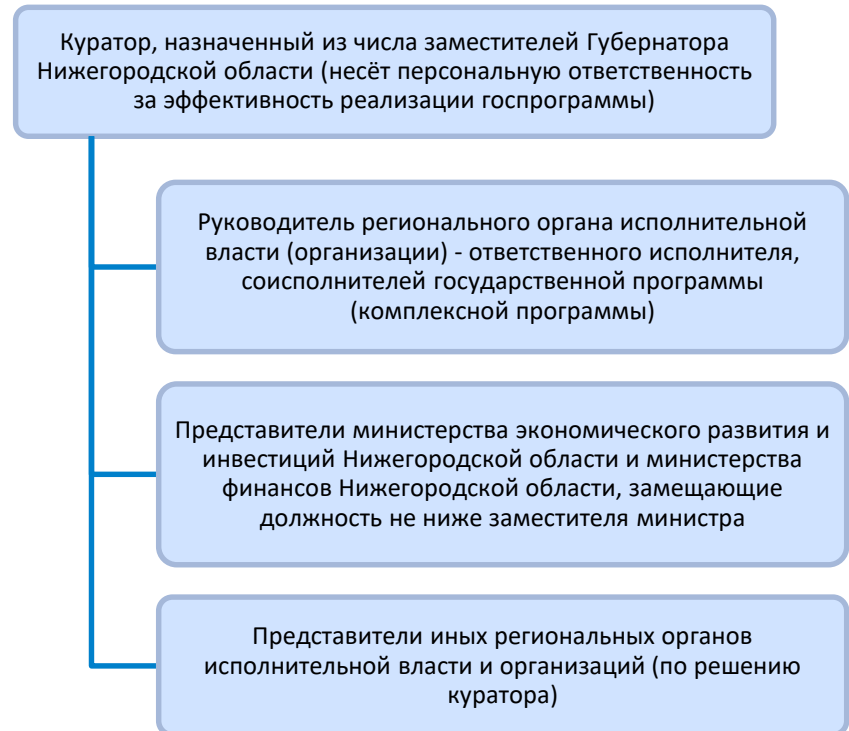 Куратор, назначенный из числа заместителей Губернатора
Нижегородской области (несёт персональную ответственность
за эффективность реализации госпрограммы)
Руководитель регионального органа исполнительной
власти (организации) - ответственного исполнителя,
соисполнителей государственной программы
(комплексной программы)
Представители министерства экономического развития и
инвестиций Нижегородской области и министерства
финансов Нижегородской области, замещающие
должность не ниже заместителя министра
Представители иных региональных органов
исполнительной власти и организаций (по решению
куратора)